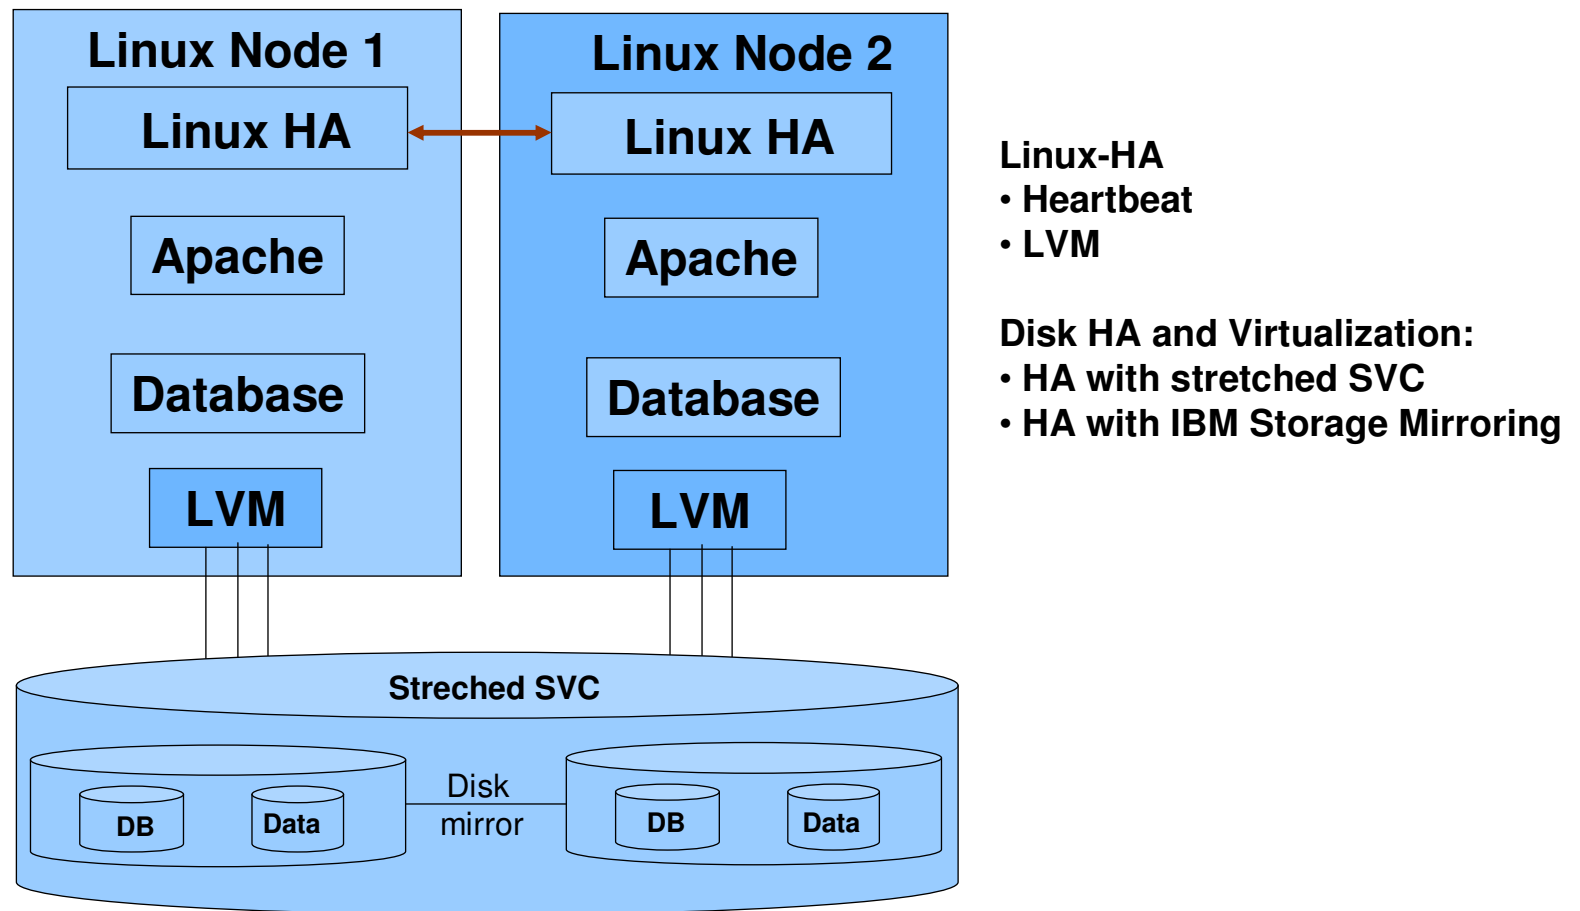 Linux Node 1
Linux HA
Apache
Database
LVM
Linux Node 2
Linux HA
Apache
Database
LVM
Streched SVC
DB
Data
Disk
mirror
DB
Data
Linux-HA
• Heartbeat
• LVM
Disk HA and Virtualization:
• HA with stretched SVC
• HA with IBM Storage Mirroring